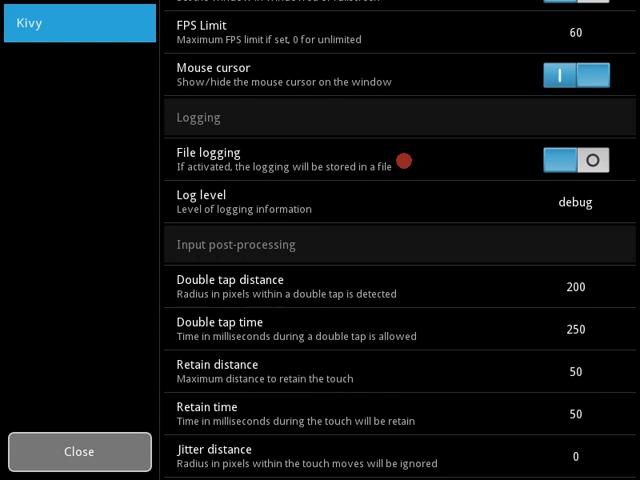 Kivy
FPS Limit
Maximum FPS limit if set, 0 for unlimited
60
Mouse cursor
Show/hide the mouse cursor on the window
Logging
File logging
If activated, the logging will be stored in a file
Log level
Level of logging information
debug
Input post-processing
Double tap distance
Radius in pixels within a double tap is detected
200
Double tap time
Time in milliseconds during a double tap is allowed
250
Retain distance
Maximum distance to retain the touch
50
Retain time
Time in milliseconds during the touch will be retain
50
Jitter distance
Radius in pixels within the touch moves will be ignored
0
Close